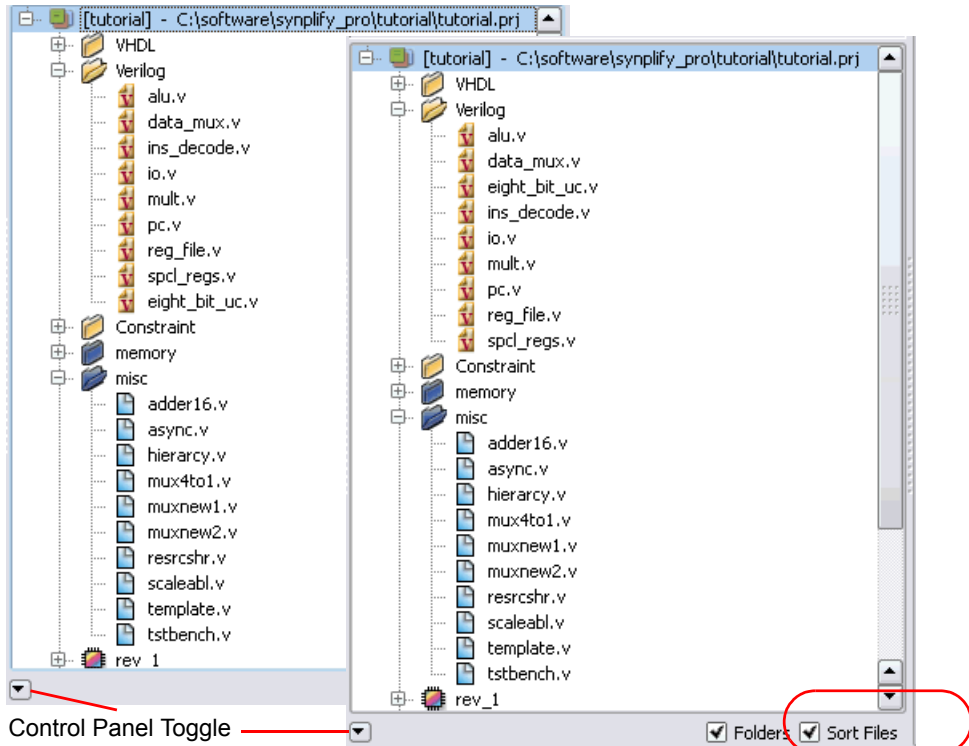 [tutorial] - C:\software\synplify_pro\tutorial\tutorial.prj
VHDL
Verilog
alu.v
data_mux.v
ins_decode.v
io.v
mult.v
pc.v
reg_file.v
spcl_regs.v
eight_bit_uc.v
Constraint
memory
misc
adder16.v
async.v
hierarcy.v
mux4to1.v
muxnew1.v
muxnew2.v
resrcshr.v
scaleabl.v
template.v
tstbench.v
rev_1
[tutorial] - C:\software\synplify_pro\tutorial\tutorial.prj
VHDL
Verilog
alu.v
data_mux.v
eight_bit_uc.v
ins_decode.v
io.v
mult.v
pc.v
reg_file.v
spcl_regs.v
Constraint
memory
misc
adder16.v
async.v
hierarcy.v
mux4to1.v
muxnew1.v
muxnew2.v
resrcshr.v
scaleabl.v
template.v
tstbench.v
rev_1
Control Panel Toggle
Folders Sort Files